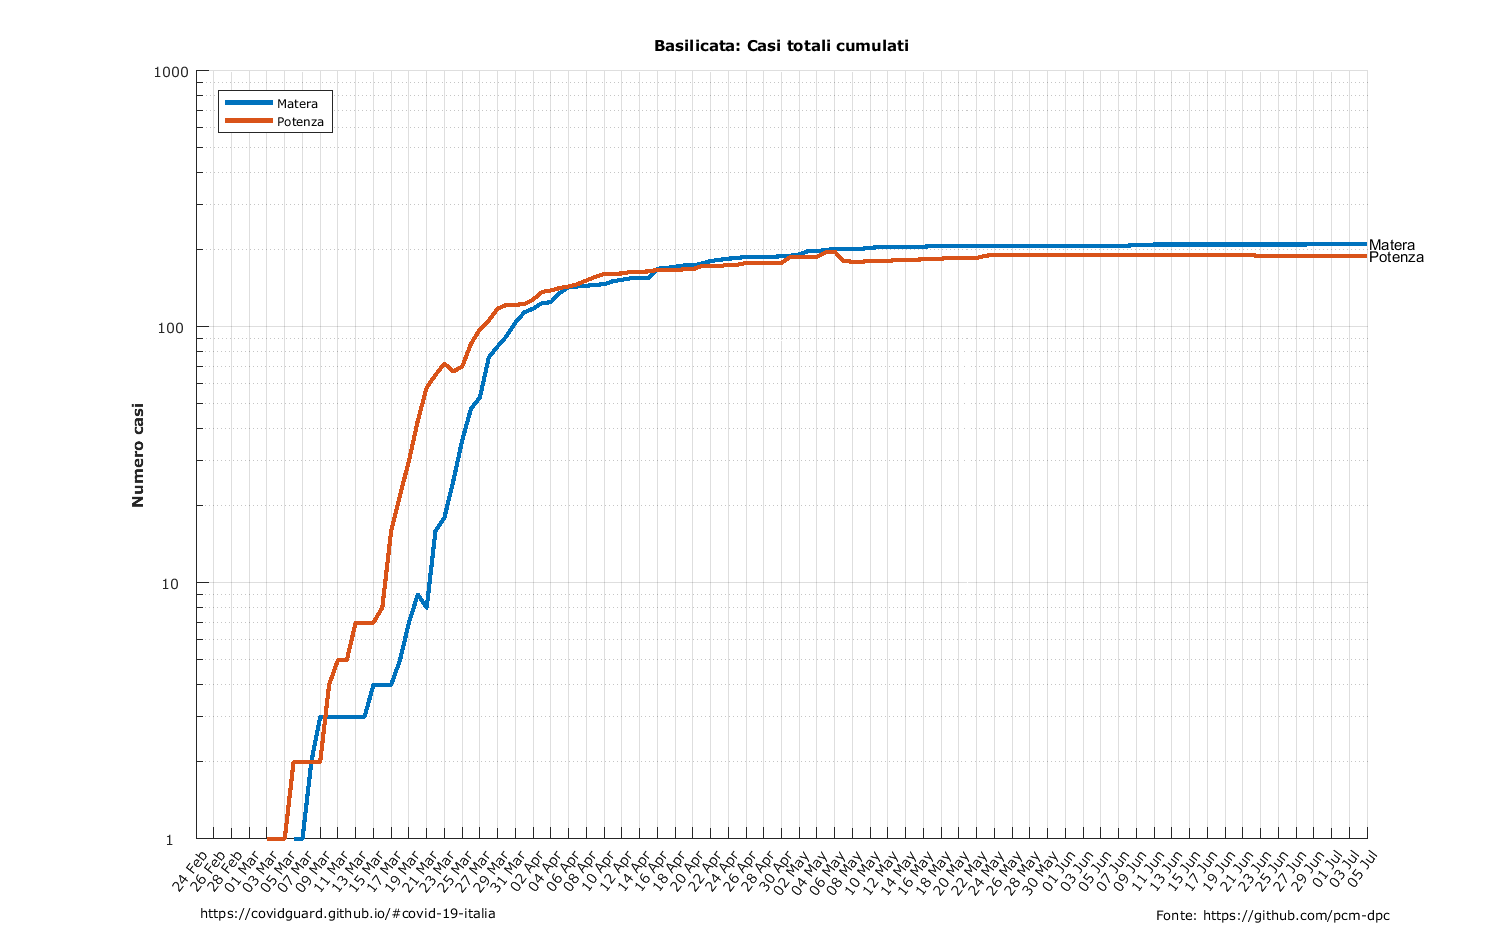 Basilicata: Casi totali cumulati
1000
100
10
1
Numero casi
Matera
Potenza
Matera
Potenza
24 Feb
26 Feb
28 Feb
01 Mar
03 Mar
05 Mar
07 Mar
09 Mar
11 Mar
13 Mar
15 Mar
17 Mar
19 Mar
21 Mar
23 Mar
25 Mar
27 Mar
29 Mar
31 Mar
02 Apr
04 Apr
06 Apr
08 Apr
10 Apr
12 Apr
14 Apr
16 Apr
18 Apr
20 Apr
22 Apr
24 Apr
26 Apr
28 Apr
30 Apr
02 May
04 May
06 May
08 May
10 May
12 May
14 May
16 May
18 May
20 May
22 May
24 May
26 May
28 May
30 May
01 Jun
03 Jun
05 Jun
07 Jun
09 Jun
11 Jun
13 Jun
15 Jun
17 Jun
19 Jun
21 Jun
23 Jun
25 Jun
27 Jun
29 Jun
01 Jul
03 Jul
05 Jul
https://covidguard.github.io/#covid-19-italia
Fonte: https://github.com/pcm-dpc